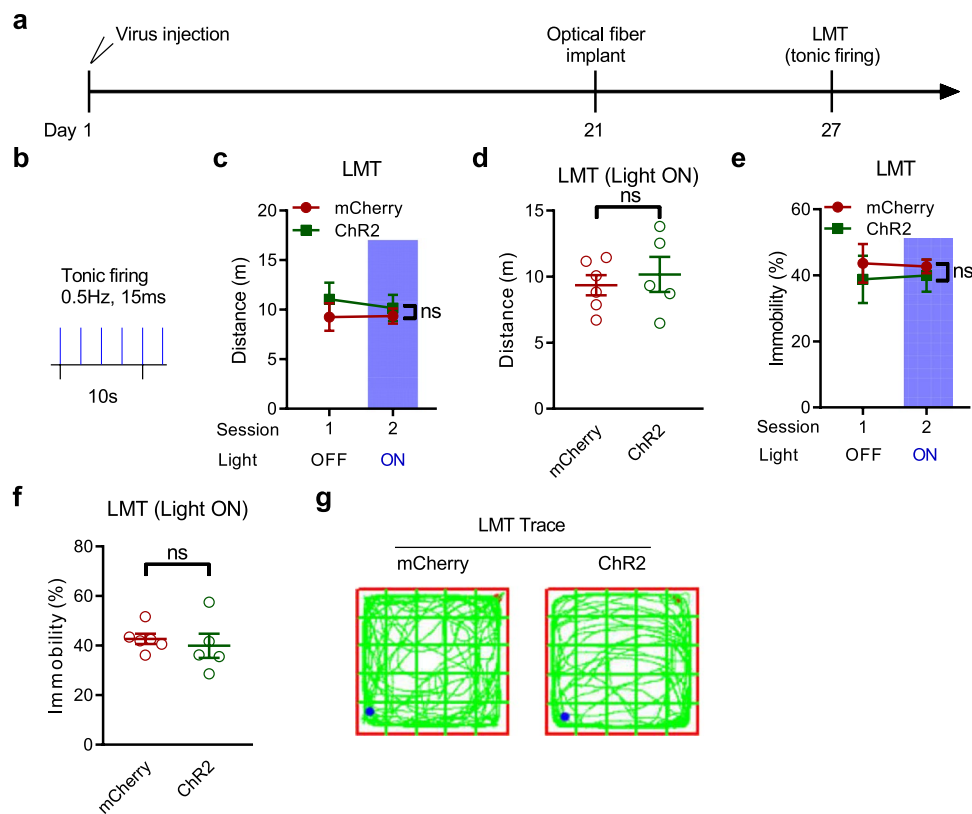 a
Virus injection
Optical fiber
implant
LMT
(tonic firing)
Day 1
21
27
b
Tonic firing
0.5Hz, 15ms
10s
c
LMT
mCherry
ChR2
Distance (m)
20
15
10
5
0
ns
Session 1 2
Light OFF ON
d
LMT (Light ON)
ns
Distance (m)
15
10
5
0
mCherry
ChR2
e
LMT
mCherry
ChR2
Immobility (%)
60
40
20
0
ns
Session 1 2
Light OFF ON
f
LMT (Light ON)
ns
Immobility (%)
80
60
40
20
0
mCherry
ChR2
g
LMT Trace
mCherry
ChR2